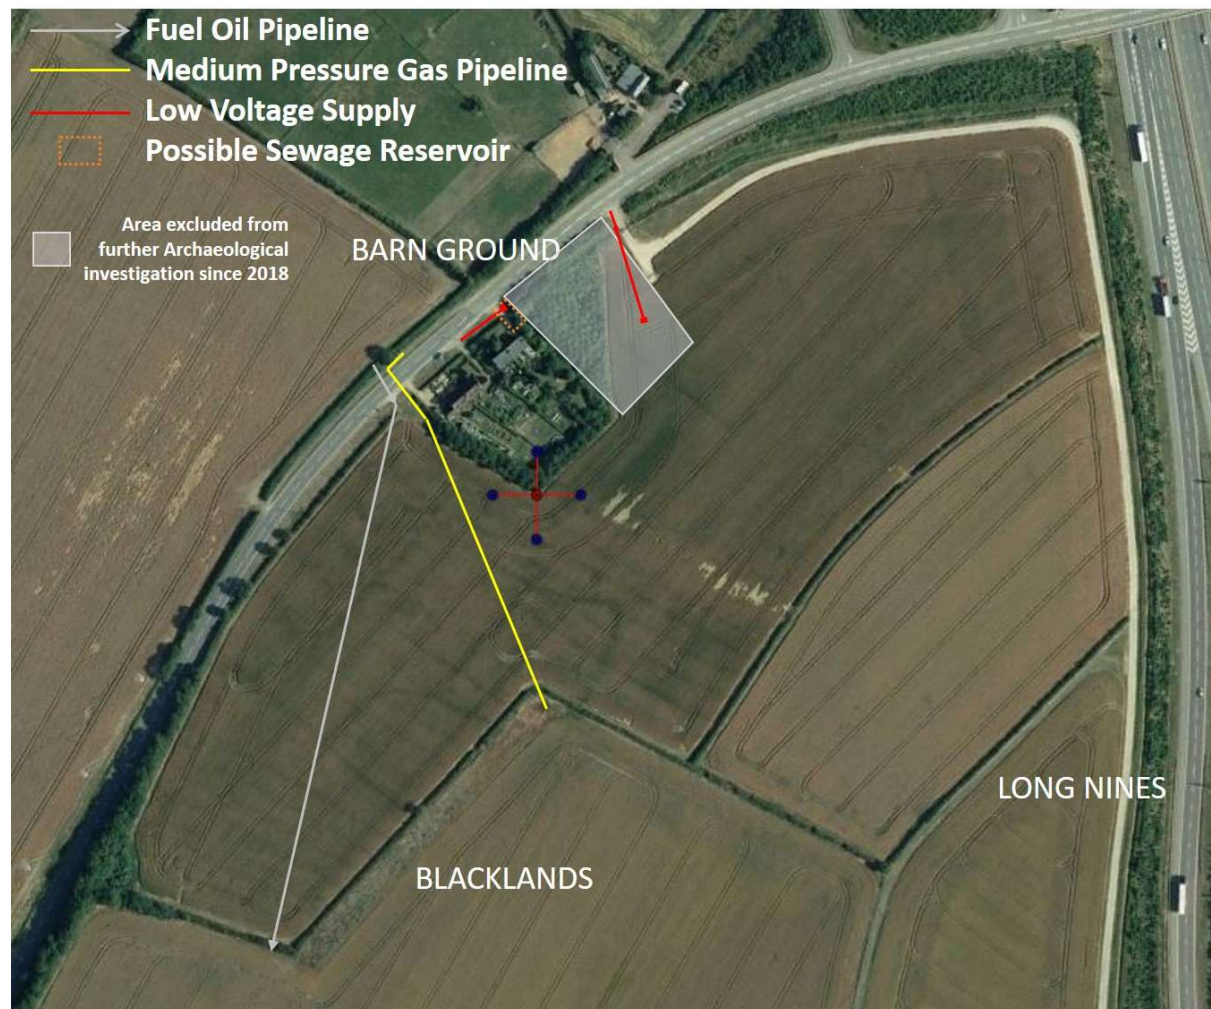 Fuel Oil Pipeline
Medium Pressure Gas Pipeline
Low Voltage Supply
Possible Sewage Reservoir
Area excluded from
further Archaeological
investigation since 2018
BARN GROUND
LONG NINES
BLACKLANDS